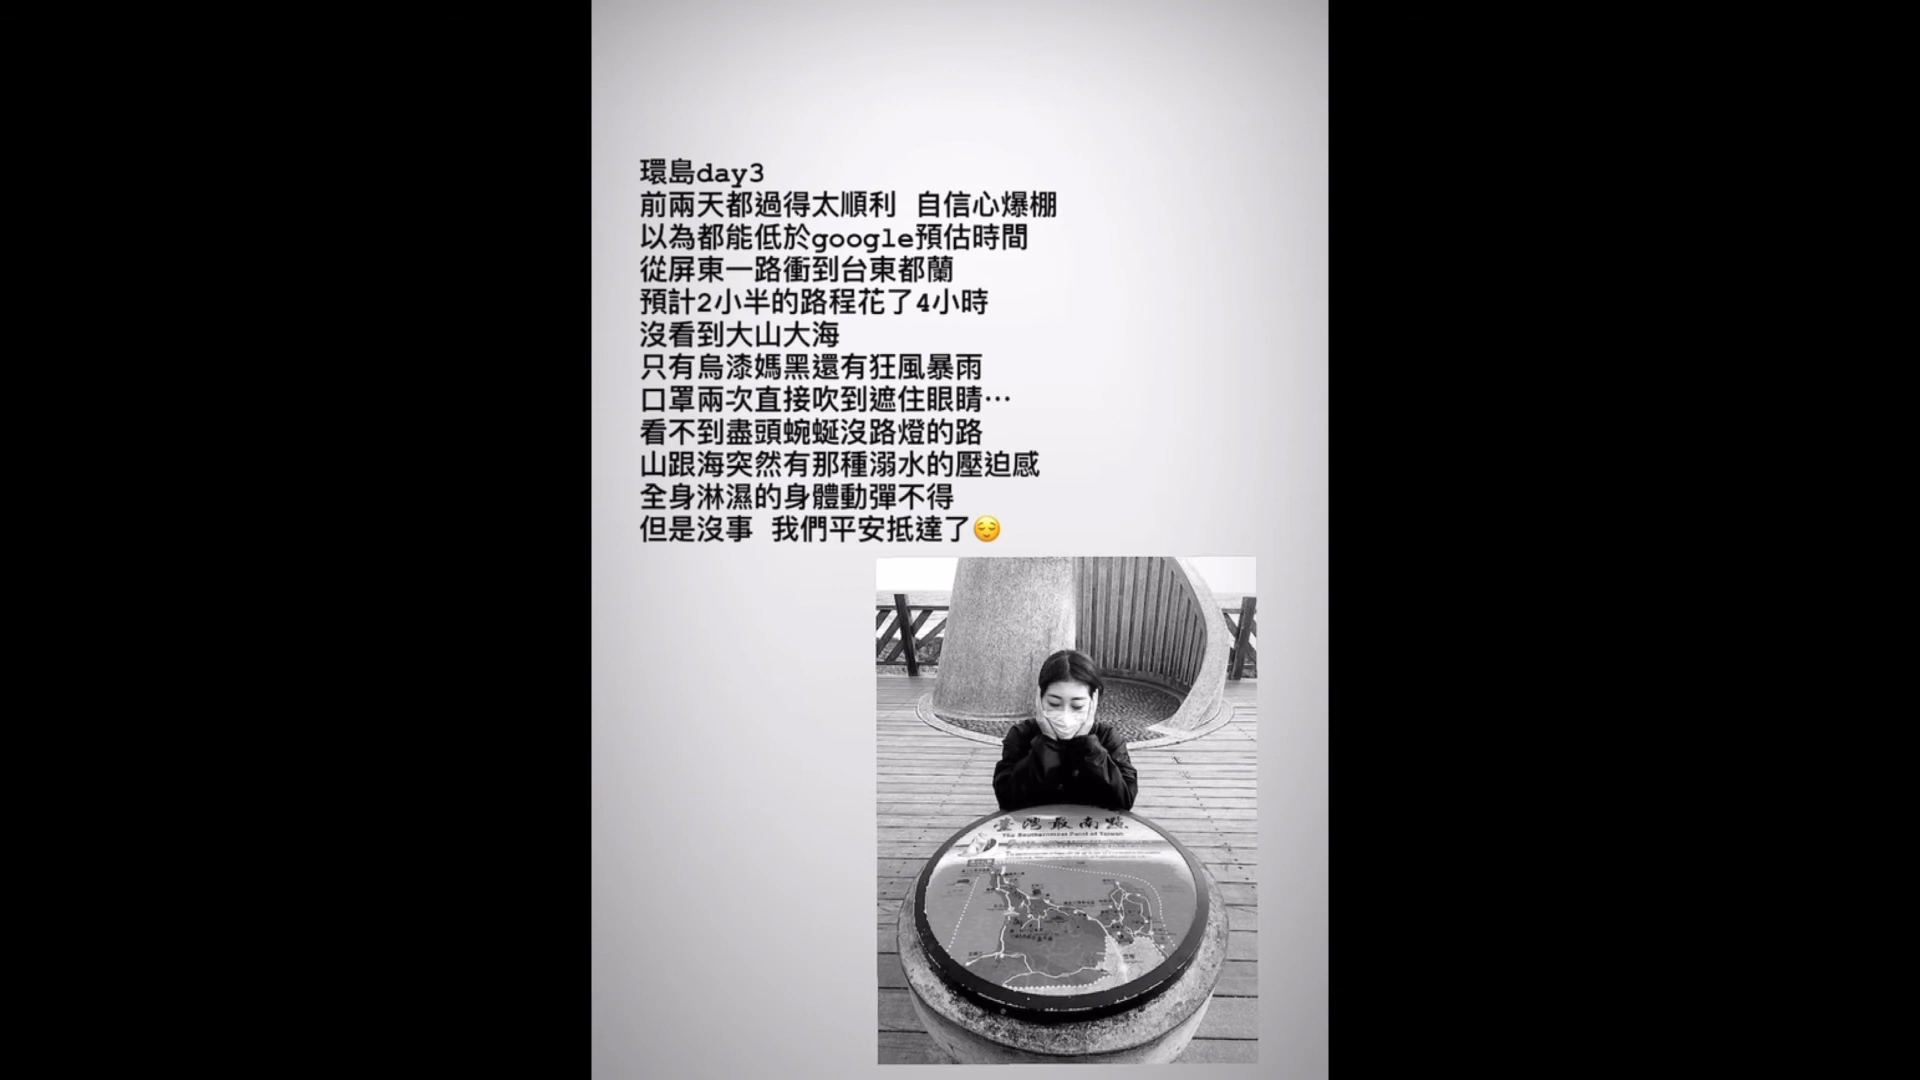 環島day3
前兩天都過得太順利 自信心爆棚
以為都能低於google預估時間
從屏東一路衝到台東都蘭
預計2小半的路程花了4小時
沒看到大山大海
只有烏漆媽黑還有狂風暴雨
口罩兩次直接吹到遮住眼睛⋯
看不到盡頭蜿蜒沒路燈的路
山跟海突然有那種溺水的壓迫感
全身淋濕的身體動彈不得
但是沒事 我們平安抵達了😌
臺灣最南點
The Southernmost Point of Taiwan